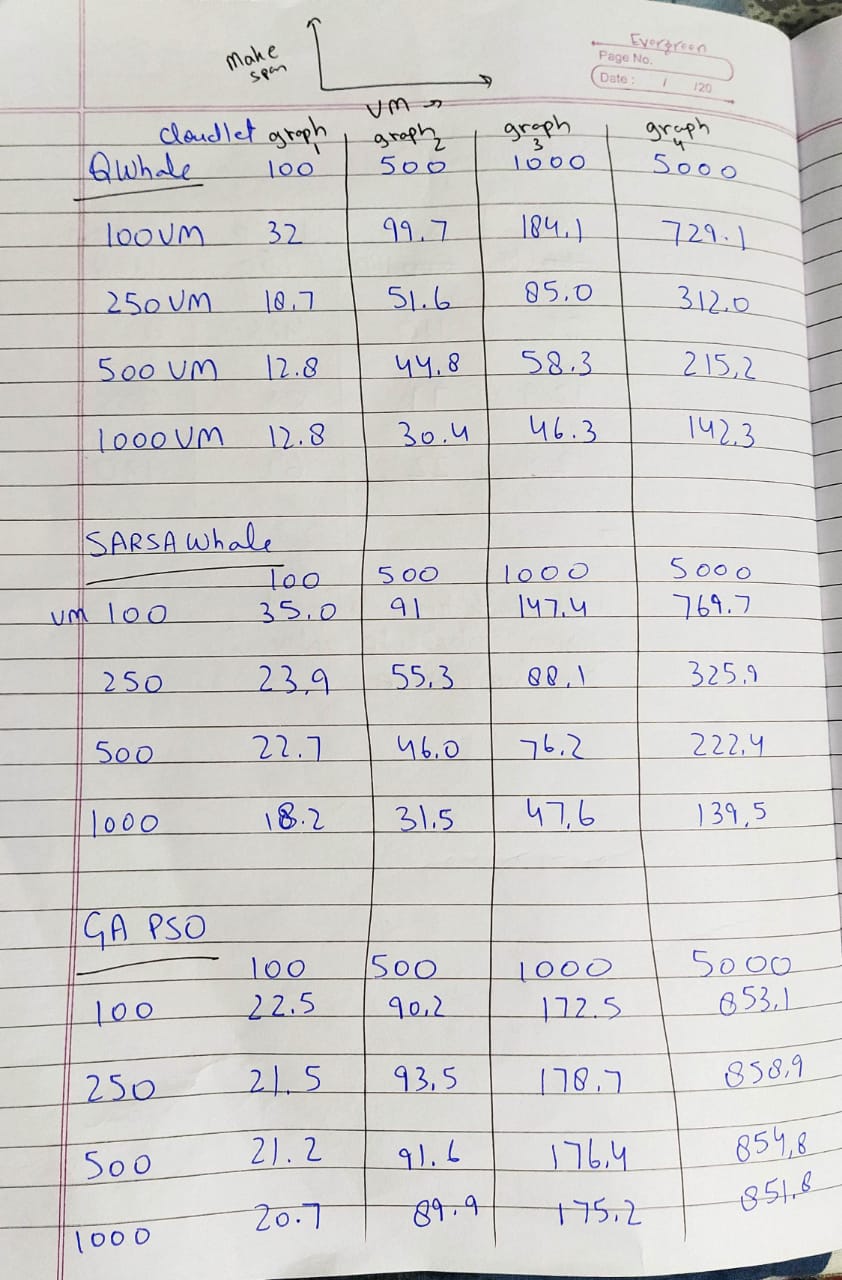 Evergreen
Page No.
Date : / /20
Make span
VM →
Cloudlet graph 1 graph 2 graph 3 graph 4
QWhale 100 500 1000 5000
100VM 32 99.7 184.1 729.1
250VM 18.7 51.6 85.0 312.0
500 VM 12.8 44.8 58.3 215.2
1000VM 12.8 30.4 46.3 142.3
SARSA Whale
100 500 1000 5000
VM 100 35.0 91 147.4 769.7
250 23.9 55.3 88.1 325.9
500 22.7 46.0 76.2 222.4
1000 18.2 31.5 47.6 139.5
GA PSO
100 500 1000 5000
100 22.5 90.2 172.5 853.1
250 21.5 93.5 178.7 858.9
500 21.2 91.6 176.4 854.8
1000 20.7 89.9 175.2 851.8